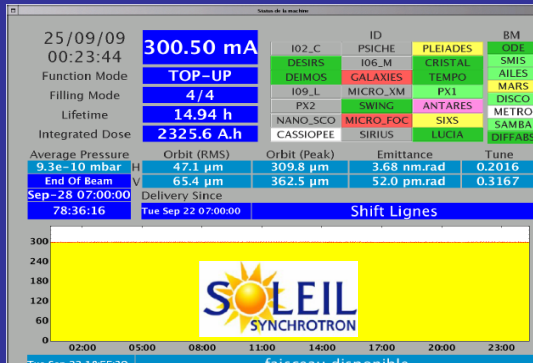 Status de la machine
25/09/09
00:23:44
300.50 mA
Function Mode TOP-UP
Filling Mode 4/4
Lifetime 14.94 h
Integrated Dose 2325.6 A.h
ID BM
I02_C PSICHE PLEIADES ODE
DESIRS I06_M CRISTAL SMIS
DEIMOS GALAXIES TEMPO AILES
I09_L MICRO_XM PX1 MARS
PX2 SWING ANTARES DISCO
NANO_SCO MICRO_FOC SIXS METRO
CASSIOPEE SIRIUS LUCIA SAMBA
DIFFABS
Average Pressure Orbit (RMS) Orbit (Peak) Emittance Tune
9.3e-10 mbar H 47.1 μm 309.8 μm 3.68 nm.rad 0.2016
End Of Beam V 65.4 μm 362.5 μm 52.0 pm.rad 0.3167
Sep-28 07:00:00 Delivery Since
78:36:16 Tue Sep 22 07:00:00 Shift Lignes
300
240
180
120
60
0
SOLEIL
SYNCHROTRON
02:00 05:00 08:00 11:00 14:00 17:00 20:00 23:00
faisceau disponible